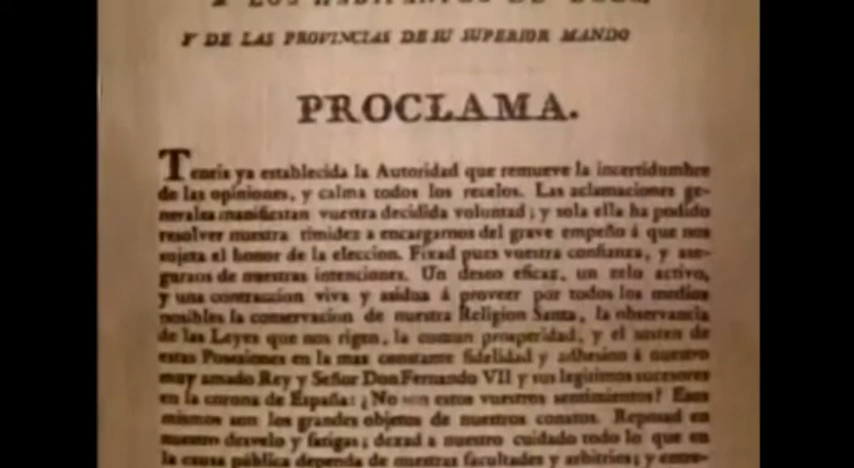 A LOS HABITANTES DE ELLA,
Y DE LAS PROVINCIAS DE SU SUPERIOR MANDO
PROCLAMA.
Teneis ya establecida la Autoridad que remueve la incertidumbre
de las opiniones, y calma todos los recelos. Las aclamaciones ge-
nerales manifiestan vuestra decidida voluntad; y sola ella ha podido
resolver nuestra timidez a encargarnos del grave empeño á que nos
sujeta el honor de la eleccion. Fixad pues vuestra confianza, y ase-
guraos de nuestras intenciones. Un deseo eficaz, un zelo activo,
y una contraccion viva y asidua á proveer por todos los medios
posibles la conservacion de nuestra Religion Santa, la observancia
de las Leyes que nos rigen, la comun prosperidad, y el sosten de
estas Posesiones en la mas constante fidelidad y adhesion á nuestro
muy amado Rey y Señor Don Fernando VII y sus legitimos sucesores
en la corona de España: ¿No son estos vuestros sentimientos? Esos
mismos son los grandes objetos de nuestros conatos. Reposad en
nuestro desvelo y fatigas; dexad a nuestro cuidado todo lo que en
la causa pública dependa de nuestras facultades y arbitrios; y entre-